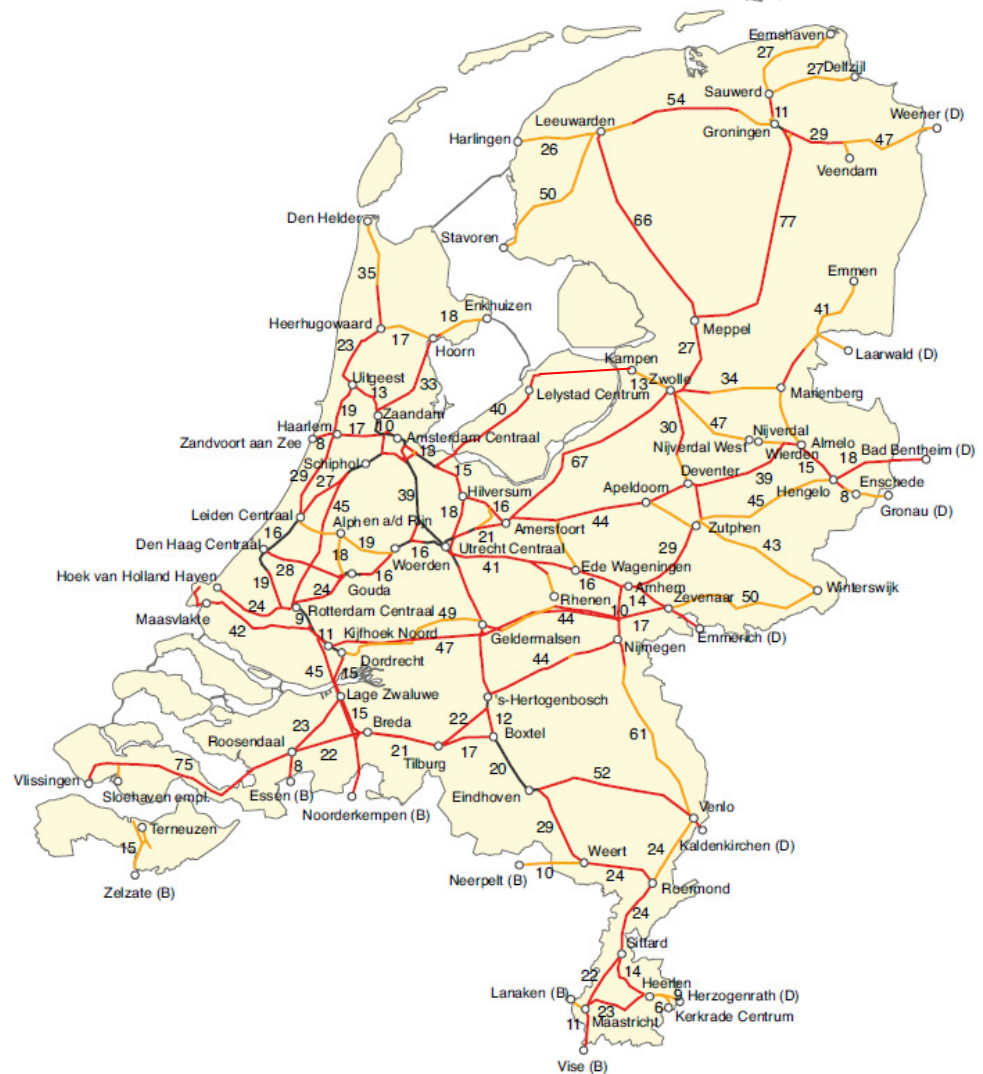 Eemshaven
27
27
Delfzijl
Sauwerd
54
11
Weener (D)
Leeuwarden
Groningen
29
47
Harlingen
26
Veendam
50
Den Helder
66
77
Stavoren
35
Emmen
Enkhuizen
41
18
Heerhugowaard
17
Meppel
Hoorn
23
27
Laarwald (D)
Kampen
Uitgeest
13
Zwolle
34
13
33
Lelystad Centrum
Marienberg
19
40
Zaandam
47
Haarlem
17
10
30
Nijverdal
Zandvoort aan Zee
8
Amsterdam Centraal
Nijverdal West
Almelo
13
Wierden
Bad Bentheim (D)
Schiphol
67
15
18
29
27
15
Deventer
39
Enschede
Hilversum
Apeldoorn
45
Hengelo
8
45
39
18
16
Gronau (D)
Leiden Centraal
Alphen a/d Rijn
Amersfoort
44
Zutphen
16
19
21
Den Haag Centraal
16
Utrecht Centraal
43
18
Woerden
29
28
41
Ede Wageningen
Hoek van Holland Haven
19
16
16
Arnhem
Gouda
24
14
Winterswijk
24
Rhenen
Zevenaar
50
Rotterdam Centraal
49
10
Maasvlakte
9
44
17
42
11
Kijfhoek Noord
Geldermalsen
Emmerich (D)
47
Nijmegen
Dordrecht
44
45
15
Lage Zwaluwe
's-Hertogenbosch
15
22
12
23
Breda
Boxtel
61
Roosendaal
22
21
17
Tilburg
75
8
20
52
Vlissingen
Essen (B)
Sloehaven empl.
Eindhoven
Venlo
Noorderkempen (B)
Terneuzen
29
15
Kaldenkirchen (D)
Weert
24
Neerpelt (B)
10
24
Zelzate (B)
Roermond
24
Sittard
22
14
Heerlen
Lanaken (B)
9
Herzogenrath (D)
23
6
11
Maastricht
Kerkrade Centrum
Vise (B)